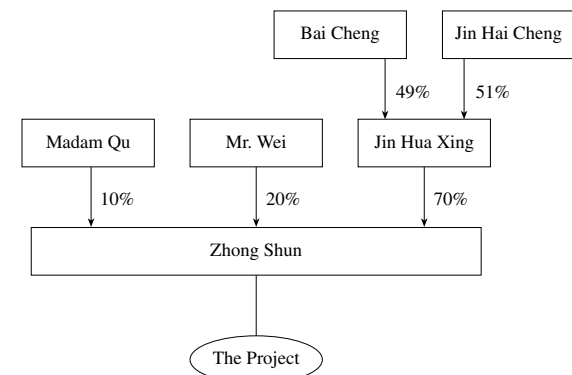 Bai Cheng
Jin Hai Cheng
49%
51%
Madam Qu
Mr. Wei
Jin Hua Xing
10%
20%
70%
Zhong Shun
The Project